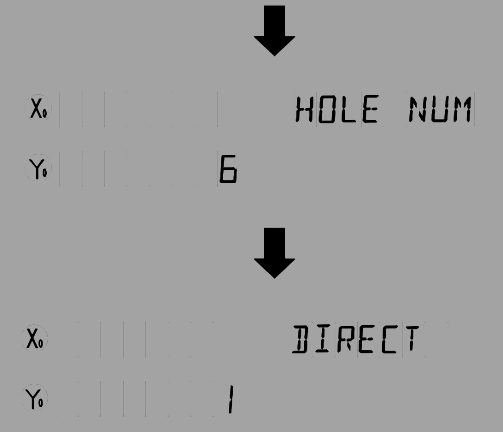 X₀ HOLE NUM
Y₀ 6
X₀ DIRECT
Y₀ 1